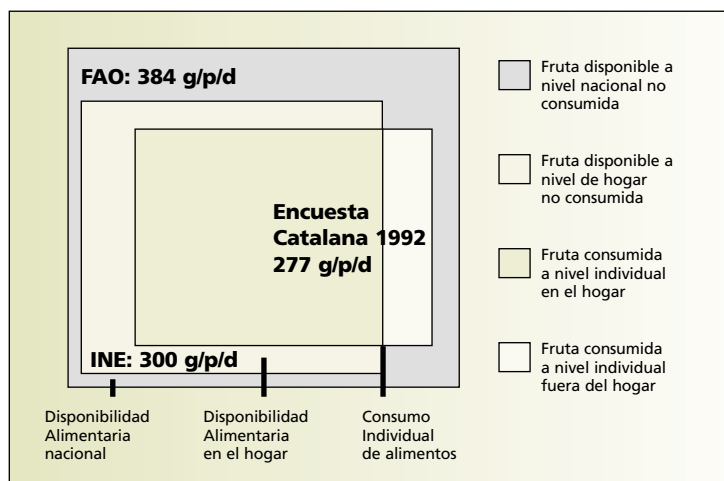 FAO: 384 g/p/d
Encuesta
Catalana 1992
277 g/p/d
INE: 300 g/p/d
Disponibilidad
Alimentaria
nacional
Disponibilidad
Alimentaria
en el hogar
Consumo
Individual
de alimentos
Fruta disponible a
nivel nacional no
consumida
Fruta disponible a
nivel de hogar
no consumida
Fruta consumida
a nivel individual
en el hogar
Fruta consumida
a nivel individual
fuera del hogar